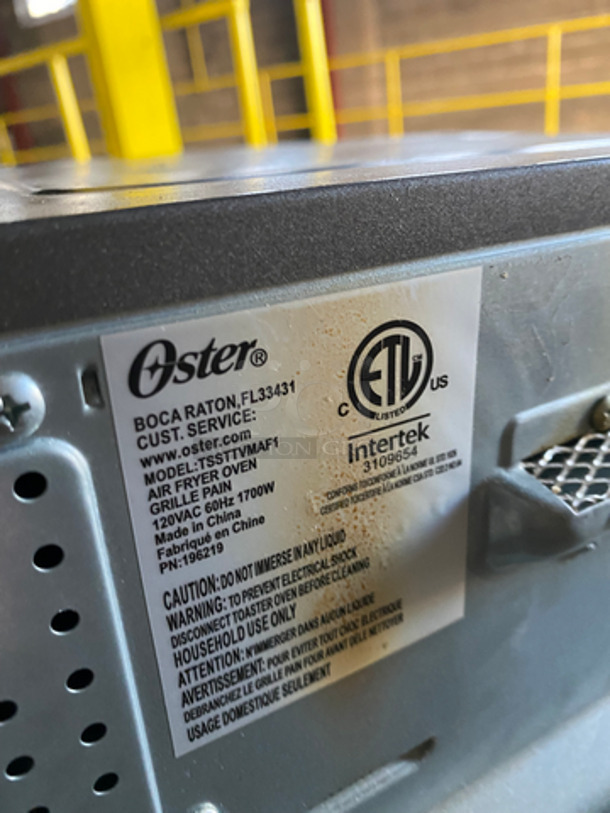 Oster®
BOCA RATON, FL33431
CUST. SERVICE:
www.oster.com
MODEL: TSSTTVMAF1
AIR FRYER OVEN
GRILLE PAIN
120VAC 60Hz 1700W
Made in China
Fabriqué en Chine
PN:196219
C ETL CM US
LISTED
Intertek
3109654
CAUTION: DO NOT IMMERSE IN ANY LIQUID
WARNING: TO PREVENT ELECTRICAL SHOCK
DISCONNECT TOASTER OVEN BEFORE CLEANING
HOUSEHOLD USE ONLY
ATTENTION: N'IMMERGER DANS AUCUN LIQUIDE
AVERTISSEMENT: POUR EVITER TOUT CHOC ELECTRIQUE
DEBRANCHEZ LE GRILLE PAIN FOUR AVANT DELE NETTOYER
USAGE DOMESTIQUE SEULEMENT